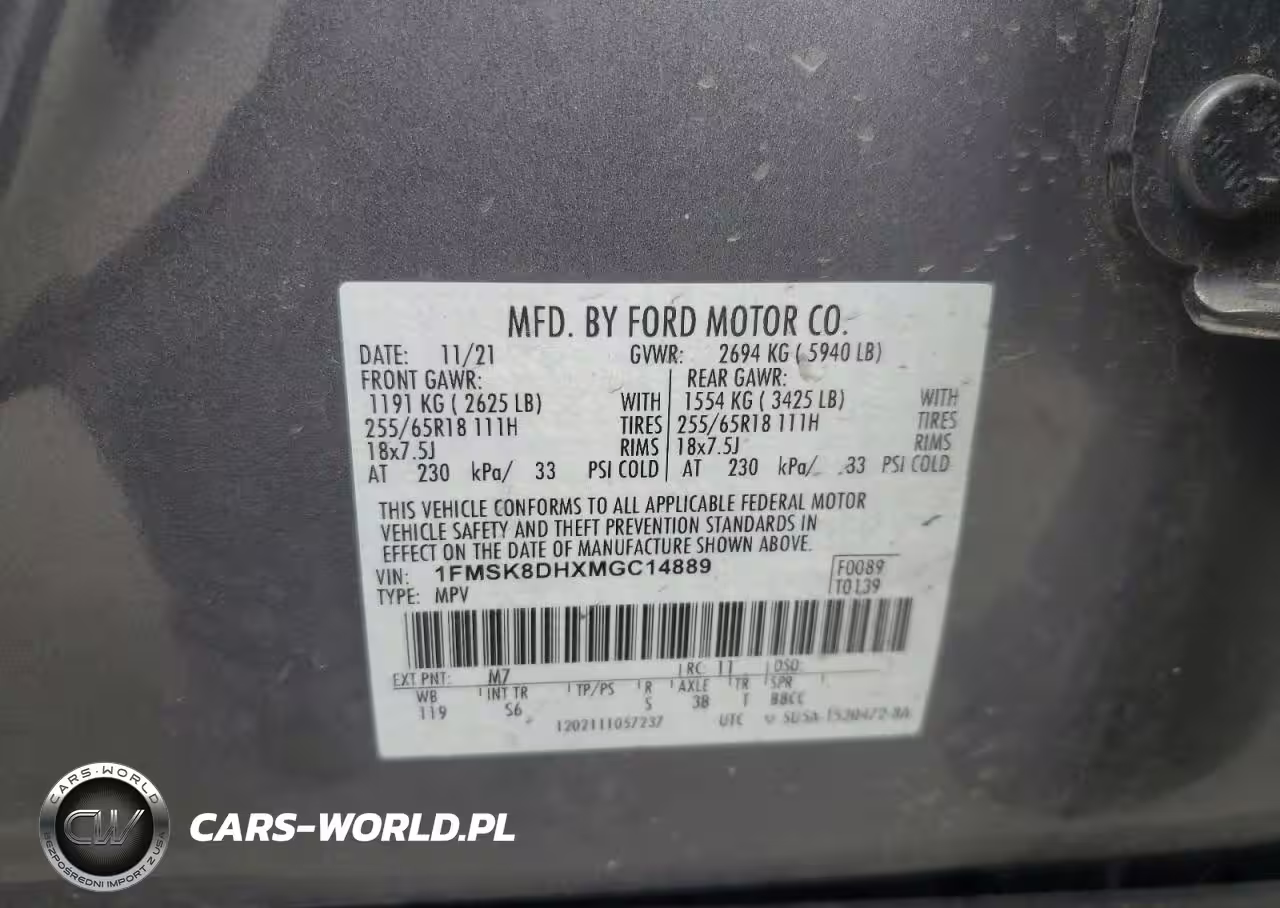 MFD. BY FORD MOTOR CO.
DATE: 11/21 GVWR: 2694 KG ( 5940 LB)
FRONT GAWR: REAR GAWR:
1191 KG ( 2625 LB) WITH 1554 KG ( 3425 LB) WITH
255/65R18 111H TIRES 255/65R18 111H TIRES
18x7.5J RIMS 18x7.5J RIMS
AT 230 kPa/ 33 PSI COLD AT 230 kPa/ 33 PSI COLD
THIS VEHICLE CONFORMS TO ALL APPLICABLE FEDERAL MOTOR
VEHICLE SAFETY AND THEFT PREVENTION STANDARDS IN
EFFECT ON THE DATE OF MANUFACTURE SHOWN ABOVE.
VIN: 1FMSK8DHXMGC14889 F0089
TYPE: MPV T0139
EXT PNT: M7 RC: 11 DSO:
WB INT TR TP/PS R AXLE TR SPR
119 S6 S 3B T BBCC
1202111057237 UTC
CARS-WORLD
CW
BEZPOŚREDNI IMPORT Z USA
CARS-WORLD.PL